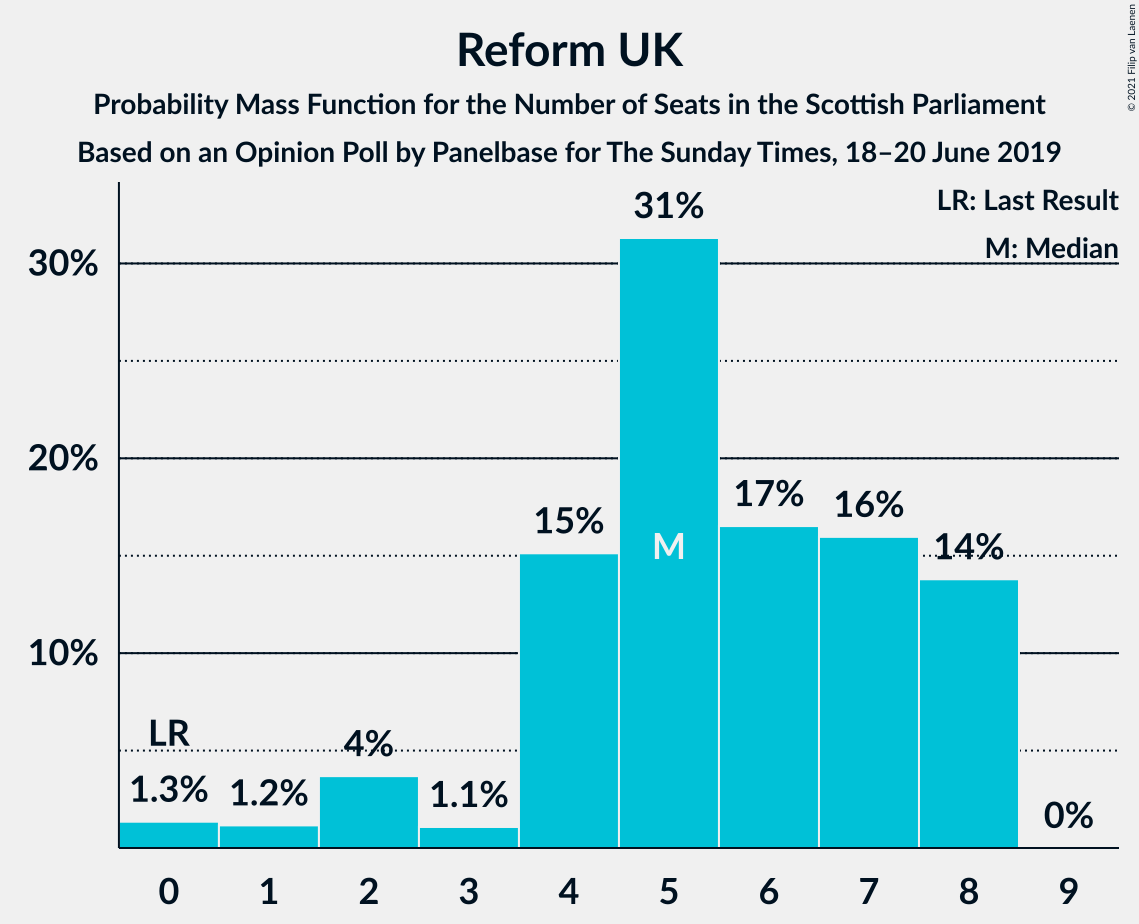 Reform UK
Probability Mass Function for the Number of Seats in the Scottish Parliament
Based on an Opinion Poll by Panelbase for The Sunday Times, 18–20 June 2019
© 2021 Filip van Laenen
LR: Last Result
M: Median
30%
20%
10%
LR
1.3%
1.2%
4%
1.1%
15%
31%
M
17%
16%
14%
0%
0 1 2 3 4 5 6 7 8 9